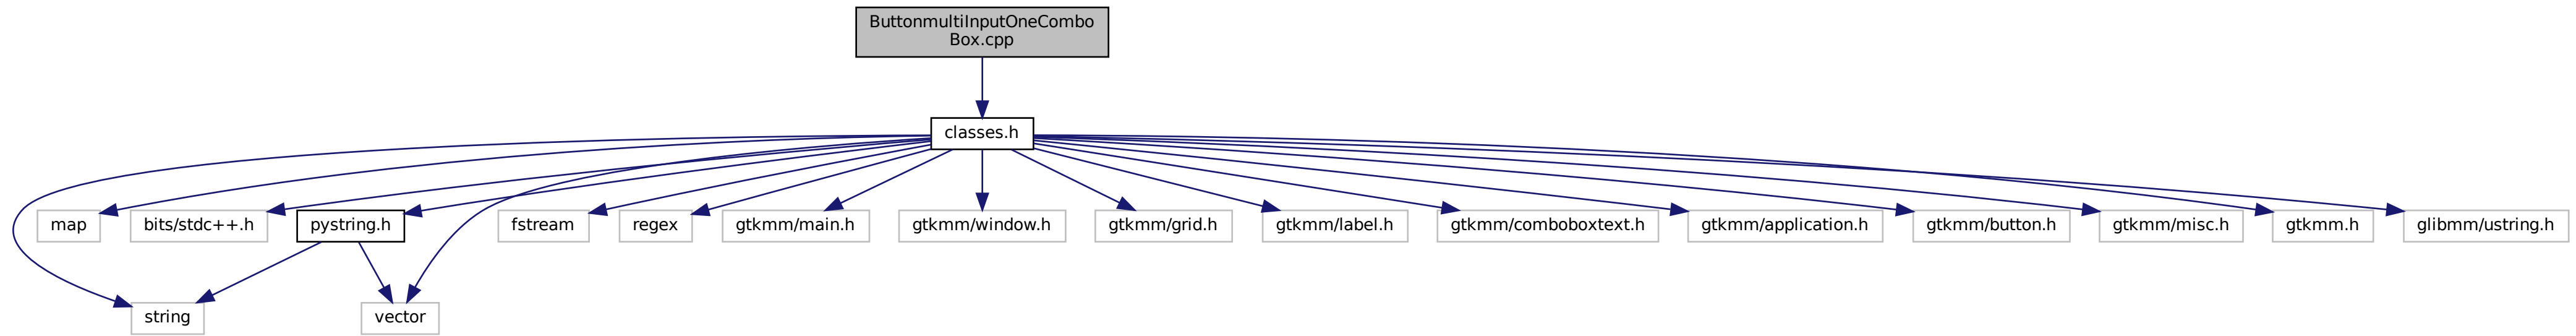 ButtonmultiInputOneCombo
Box.cpp
classes.h
map
bits/stdc++.h
pystring.h
fstream
regex
gtkmm/main.h
gtkmm/window.h
gtkmm/grid.h
gtkmm/label.h
gtkmm/comboboxtext.h
gtkmm/application.h
gtkmm/button.h
gtkmm/misc.h
gtkmm.h
glibmm/ustring.h
string
vector